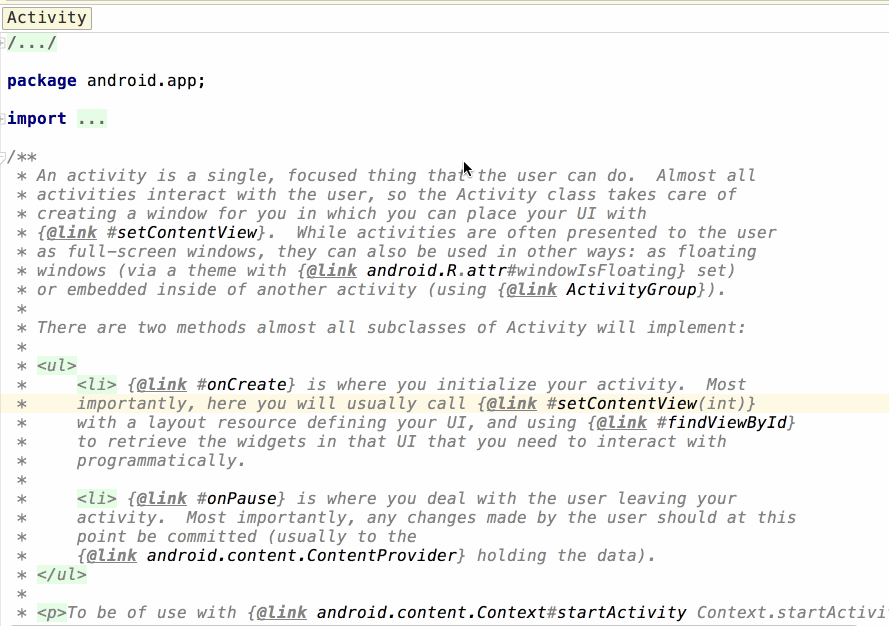 Activity
/.../
package android.app;
import ...
/**
* An activity is a single, focused thing that the user can do.  Almost all
* activities interact with the user, so the Activity class takes care of
* creating a window for you in which you can place your UI with
* {@link #setContentView}.  While activities are often presented to the user
* as full-screen windows, they can also be used in other ways: as floating
* windows (via a theme with {@link android.R.attr#windowIsFloating} set)
* or embedded inside of another activity (using {@link ActivityGroup}).
*
* There are two methods almost all subclasses of Activity will implement:
*
* <ul>
*     <li> {@link #onCreate} is where you initialize your activity.  Most
*     importantly, here you will usually call {@link #setContentView(int)}
*     with a layout resource defining your UI, and using {@link #findViewById}
*     to retrieve the widgets in that UI that you need to interact with
*     programmatically.
*
*     <li> {@link #onPause} is where you deal with the user leaving your
*     activity.  Most importantly, any changes made by the user should at this
*     point be committed (usually to the
*     {@link android.content.ContentProvider} holding the data).
* </ul>
*
* <p>To be of use with {@link android.content.Context#startActivity Context.startActivi